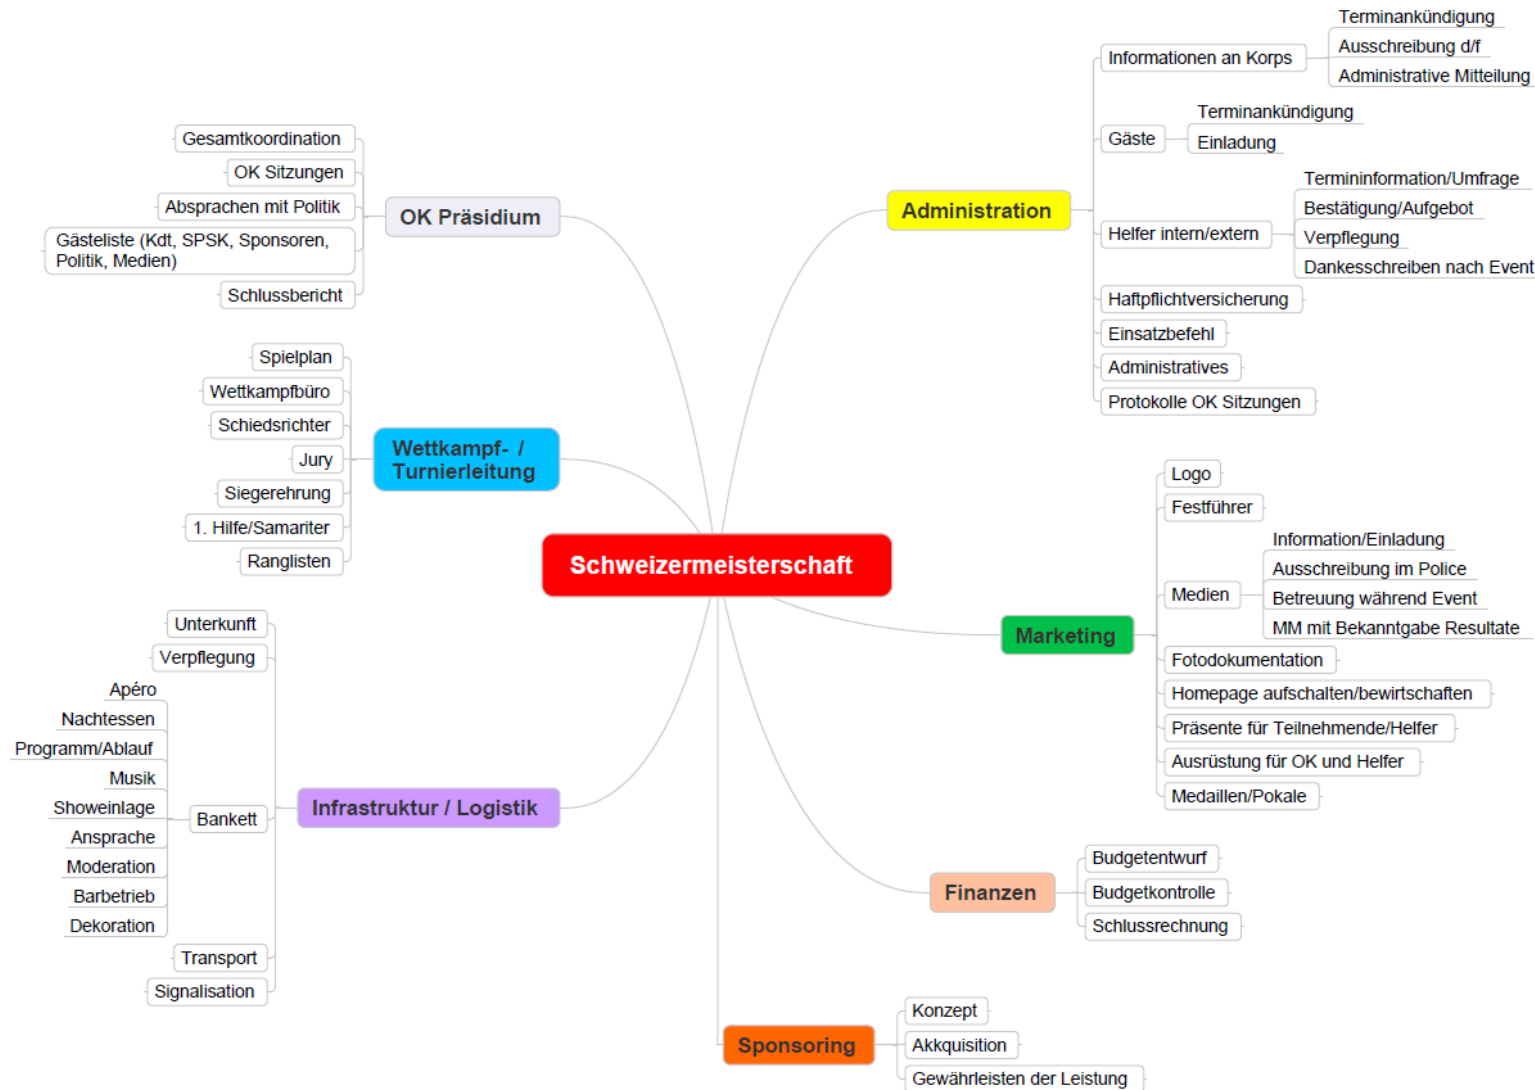 Schweizermeisterschaft
OK Präsidium
Gesamtkoordination
OK Sitzungen
Absprachen mit Politik
Gästeliste (Kdt, SPSK, Sponsoren,
Politik, Medien)
Schlussbericht
Wettkampf- /
Turnierleitung
Spielplan
Wettkampfbüro
Schiedsrichter
Jury
Siegerehrung
1. Hilfe/Samariter
Ranglisten
Infrastruktur / Logistik
Unterkunft
Verpflegung
Bankett
Apéro
Nachtessen
Programm/Ablauf
Musik
Showeinlage
Ansprache
Moderation
Barbetrieb
Dekoration
Transport
Signalisation
Administration
Informationen an Korps
Terminankündigung
Ausschreibung d/f
Administrative Mitteilung
Gäste
Terminankündigung
Einladung
Helfer intern/extern
Termininformation/Umfrage
Bestätigung/Aufgebot
Verpflegung
Dankesschreiben nach Event
Haftpflichtversicherung
Einsatzbefehl
Administratives
Protokolle OK Sitzungen
Marketing
Logo
Festführer
Medien
Information/Einladung
Ausschreibung im Police
Betreuung während Event
MM mit Bekanntgabe Resultate
Fotodokumentation
Homepage aufschalten/bewirtschaften
Präsente für Teilnehmende/Helfer
Ausrüstung für OK und Helfer
Medaillen/Pokale
Finanzen
Budgetentwurf
Budgetkontrolle
Schlussrechnung
Sponsoring
Konzept
Akkquisition
Gewährleisten der Leistung